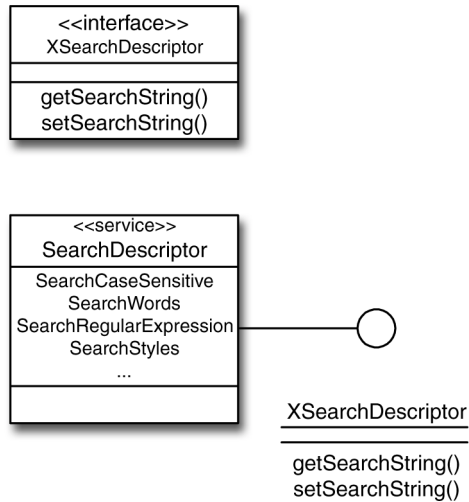 <<interface>>
XSearchDescriptor
getSearchString()
setSearchString()
<<service>>
SearchDescriptor
SearchCaseSensitive
SearchWords
SearchRegularExpression
SearchStyles
...
XSearchDescriptor
getSearchString()
setSearchString()